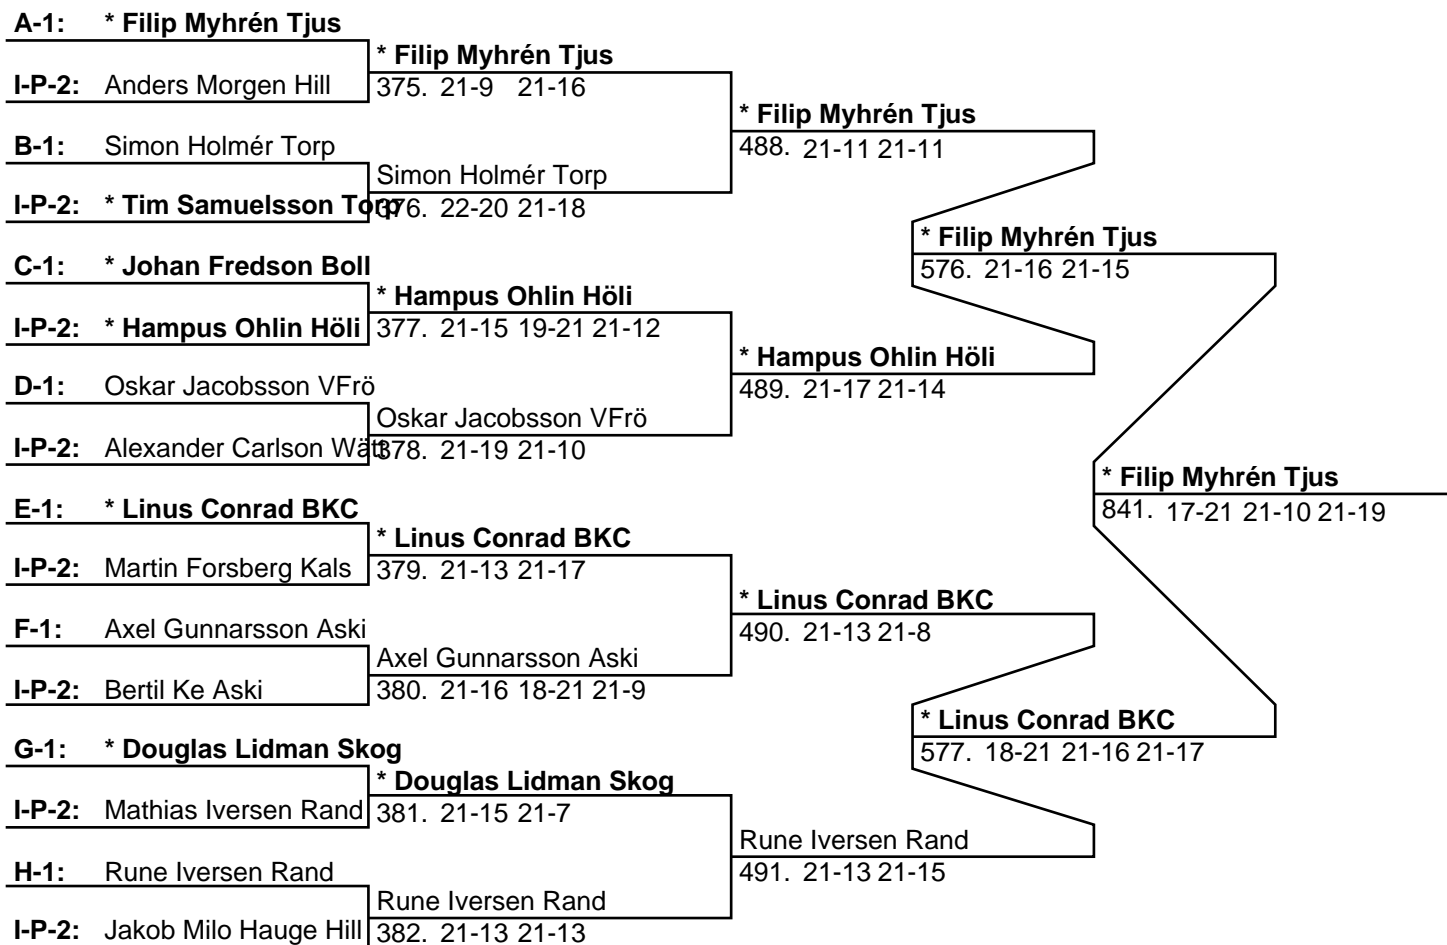 A-1: * Filip Myhrén Tjus
* Filip Myhrén Tjus
I-P-2: Anders Morgen Hill
375. 21-9 21-16
* Filip Myhrén Tjus
488. 21-11 21-11
B-1: Simon Holmér Torp
Simon Holmér Torp
I-P-2: * Tim Samuelsson Torp
376. 22-20 21-18
* Filip Myhrén Tjus
576. 21-16 21-15
C-1: * Johan Fredson Boll
* Hampus Ohlin Höli
I-P-2: * Hampus Ohlin Höli
377. 21-15 19-21 21-12
* Hampus Ohlin Höli
489. 21-17 21-14
D-1: Oskar Jacobsson VFrö
Oskar Jacobsson VFrö
I-P-2: Alexander Carlson Wätt
378. 21-19 21-10
* Filip Myhrén Tjus
841. 17-21 21-10 21-19
E-1: * Linus Conrad BKC
* Linus Conrad BKC
I-P-2: Martin Forsberg Kals
379. 21-13 21-17
* Linus Conrad BKC
490. 21-13 21-8
F-1: Axel Gunnarsson Aski
Axel Gunnarsson Aski
I-P-2: Bertil Ke Aski
380. 21-16 18-21 21-9
* Linus Conrad BKC
577. 18-21 21-16 21-17
G-1: * Douglas Lidman Skog
* Douglas Lidman Skog
I-P-2: Mathias Iversen Rand
381. 21-15 21-7
Rune Iversen Rand
491. 21-13 21-15
H-1: Rune Iversen Rand
Rune Iversen Rand
I-P-2: Jakob Milo Hauge Hill
382. 21-13 21-13